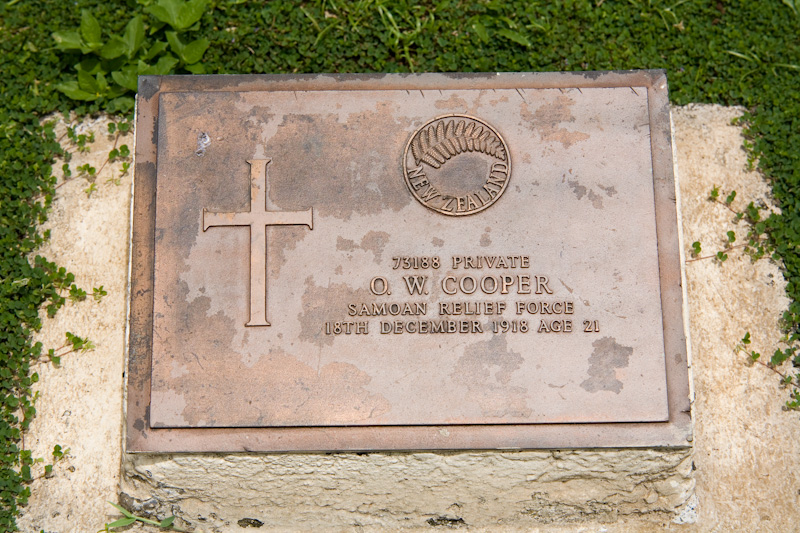 NEW ZEALAND
73188 PRIVATE
O. W. COOPER
SAMOAN RELIEF FORCE
18TH DECEMBER 1918 AGE 21